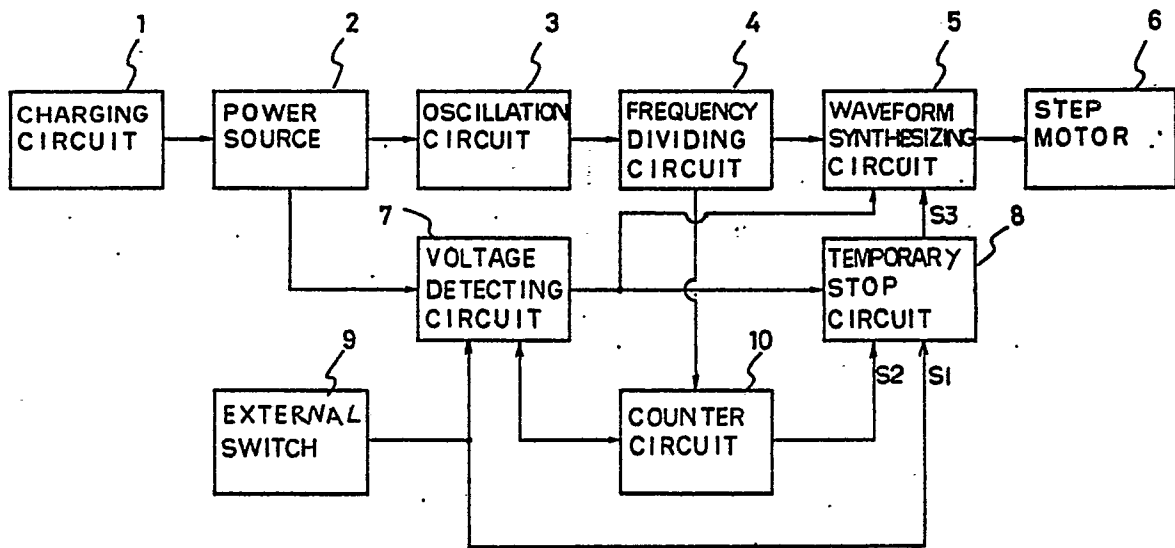 1
2
3
4
5
6
CHARGING
CIRCUIT
POWER
SOURCE
OSCILLATION
CIRCUIT
FREQUENCY
DIVIDING
CIRCUIT
WAVEFORM
SYNTHESIZING
CIRCUIT
STEP
MOTOR
7
VOLTAGE
DETECTING
CIRCUIT
S3
8
TEMPORARY
STOP
CIRCUIT
9
EXTERNAL
SWITCH
10
COUNTER
CIRCUIT
S2
S1